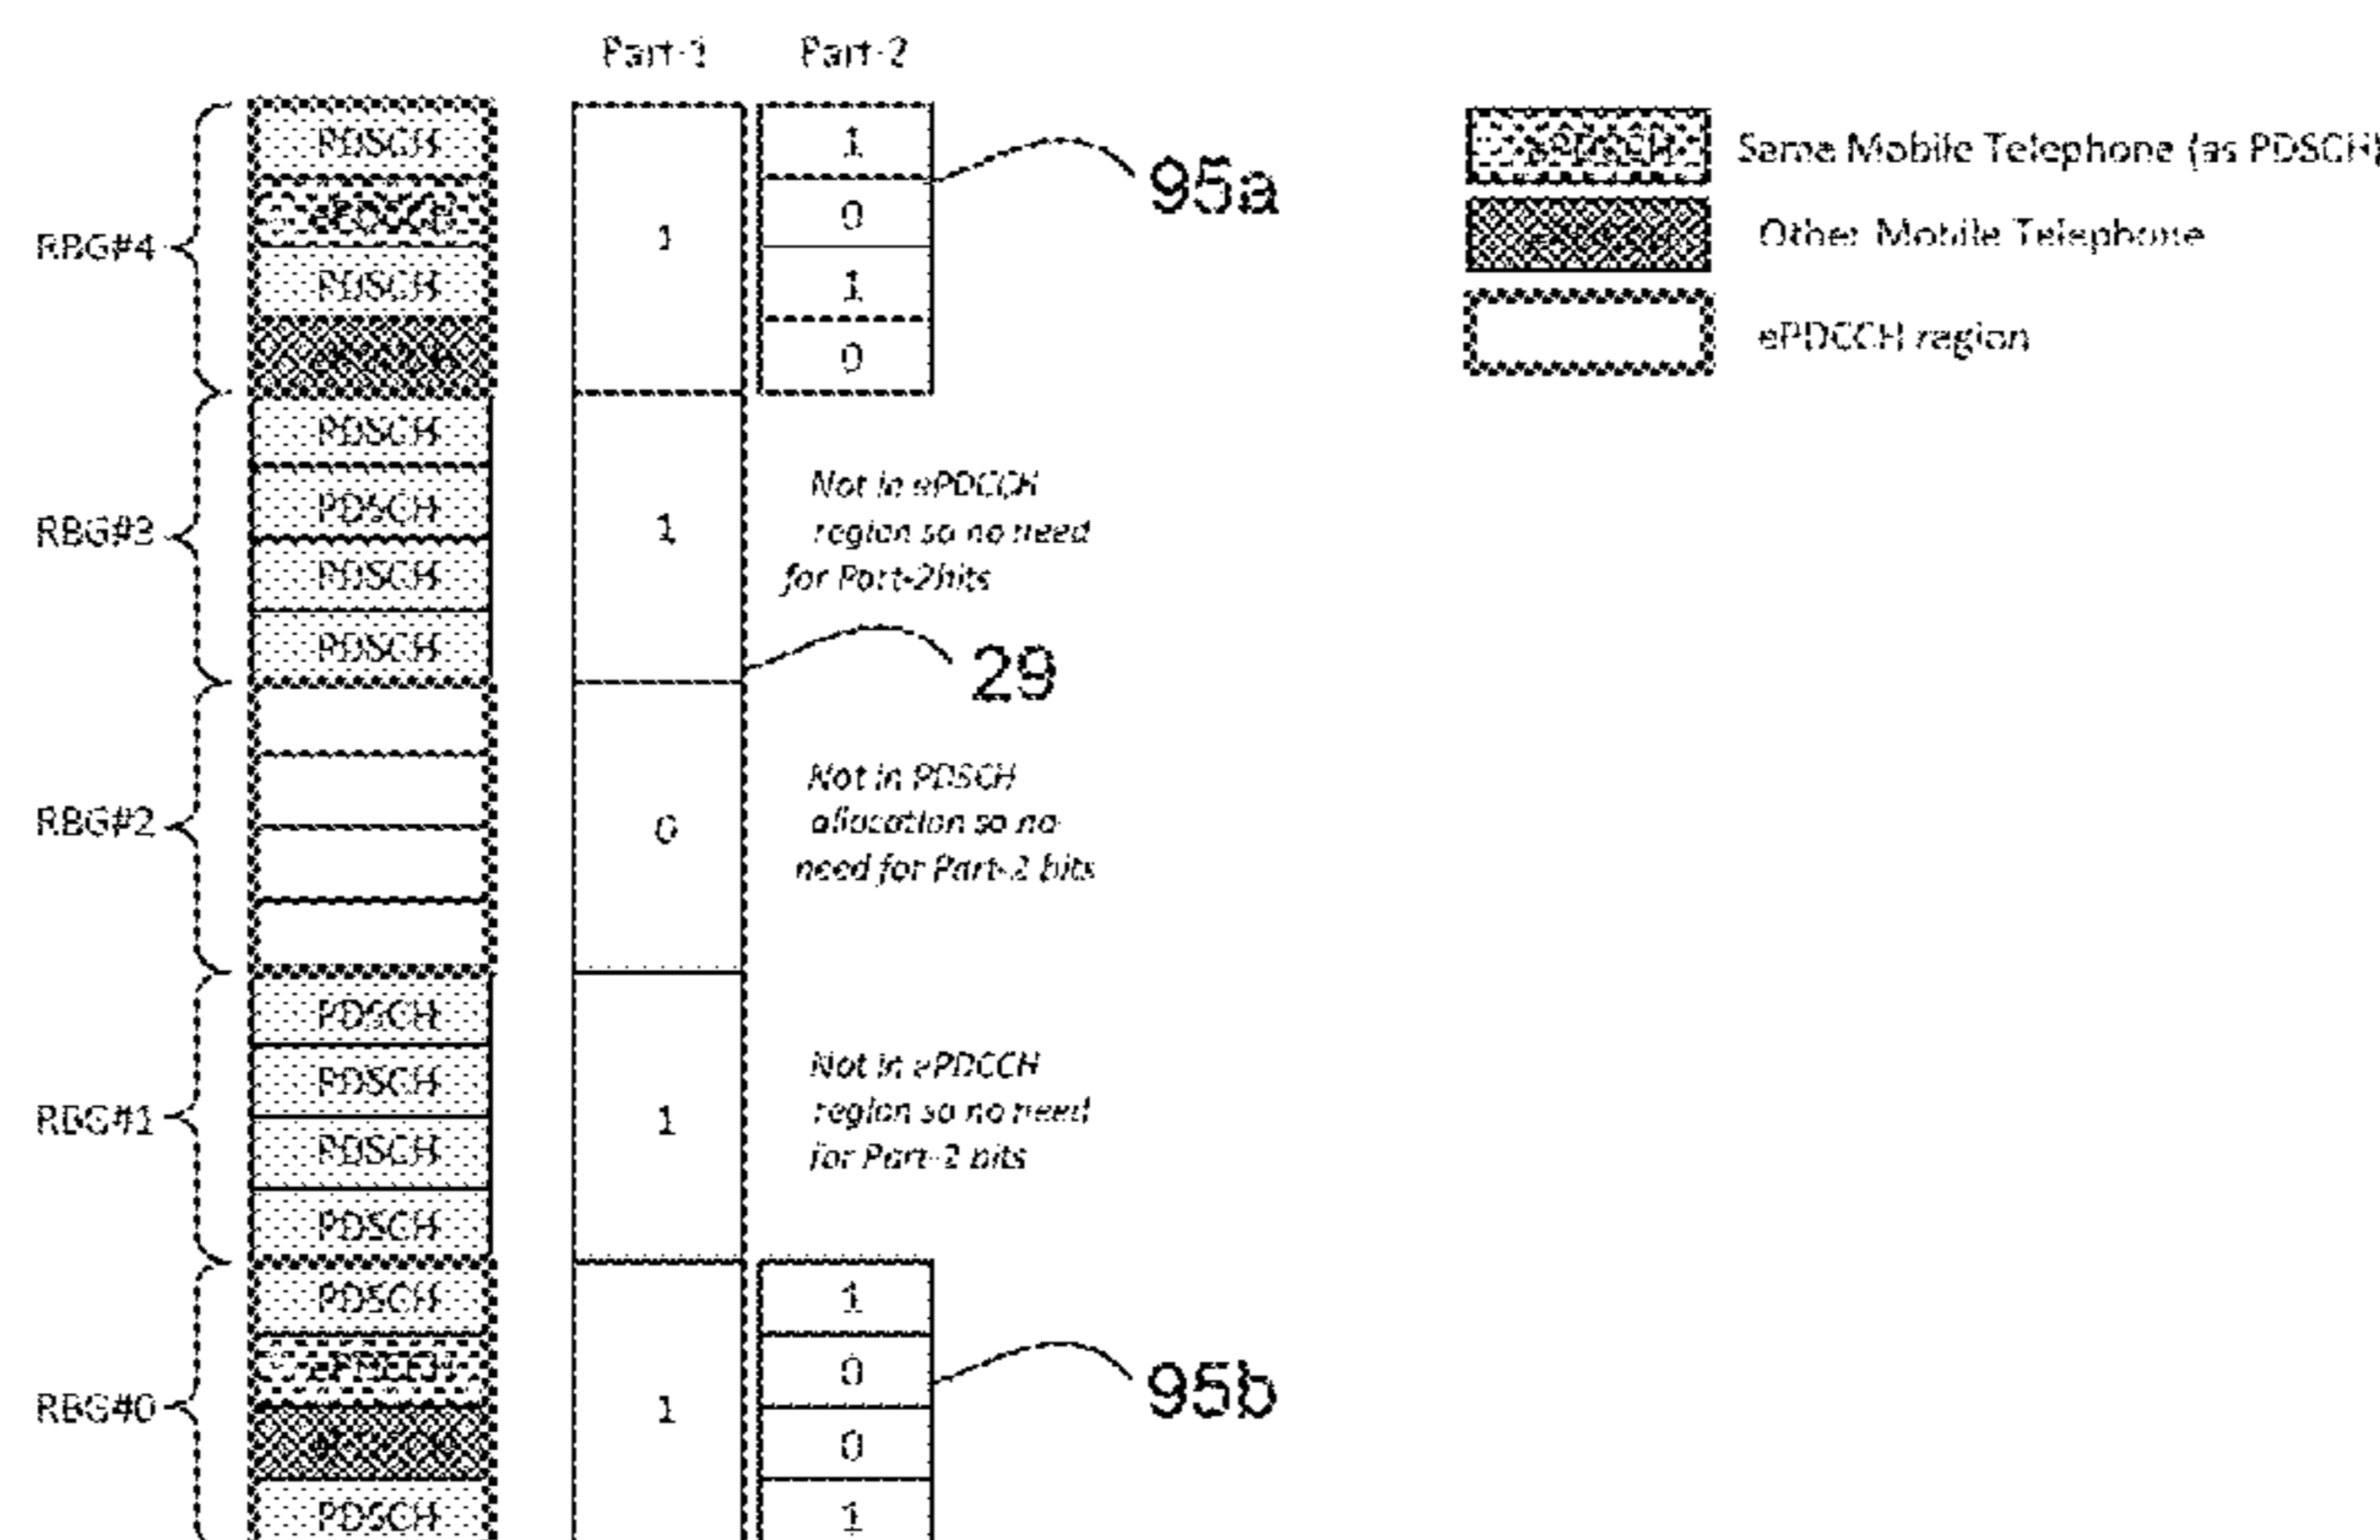 Part-1 Part-2
RBG#4
PDSCH
PDSCH
1
1
0
1
0
95a
Same Mobile Telephone (as PDSCH)
Other Mobile Telephone
ePDCCH region
RBG#3
PDSCH
PDSCH
PDSCH
PDSCH
1
Not in ePDCCH
region so no need
for Part-2bits
29
RBG#2
0
Not in PDSCH
allocation so no
need for Part-2 bits
RBG#1
PDSCH
PDSCH
PDSCH
PDSCH
1
Not in ePDCCH
region so no need
for Part-2 bits
RBG#0
PDSCH
PDSCH
1
1
0
0
1
95b